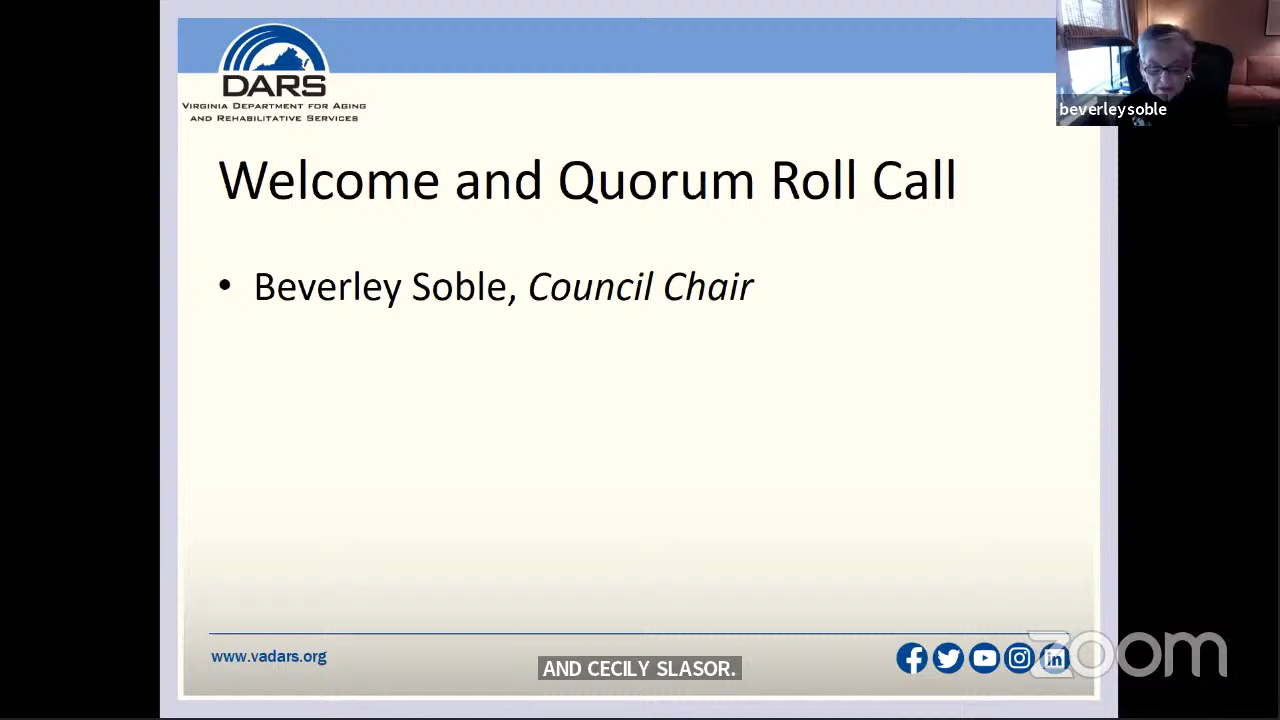 DARS
VIRGINIA DEPARTMENT FOR AGING
AND REHABILITATIVE SERVICES
beverleysoble
Welcome and Quorum Roll Call
• Beverley Soble, Council Chair
www.vadars.org
AND CECILY SLASOR.
zoom